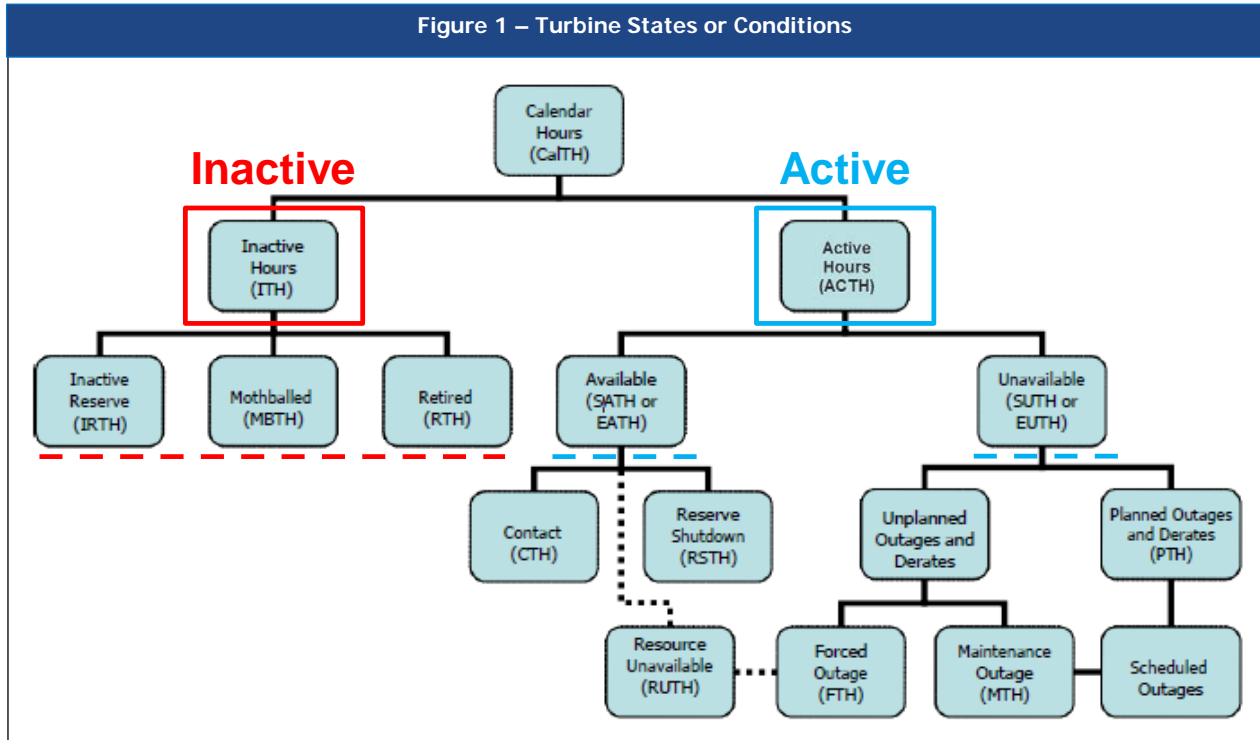 Figure 1 – Turbine States or Conditions
Calendar
Hours
(CalTH)
Inactive
Active
Inactive
Hours
(ITH)
Active
Hours
(ACTH)
Inactive
Reserve
(IRTH)
Mothballed
(MBTH)
Retired
(RTH)
Available
(SATH or
EATH)
Unavailable
(SUTH or
EUTH)
Contact
(CTH)
Reserve
Shutdown
(RSTH)
Unplanned
Outages and
Derates
Planned Outages
and Derates
(PTH)
Resource
Unavailable
(RUTH)
Forced
Outage
(FTH)
Maintenance
Outage
(MTH)
Scheduled
Outages